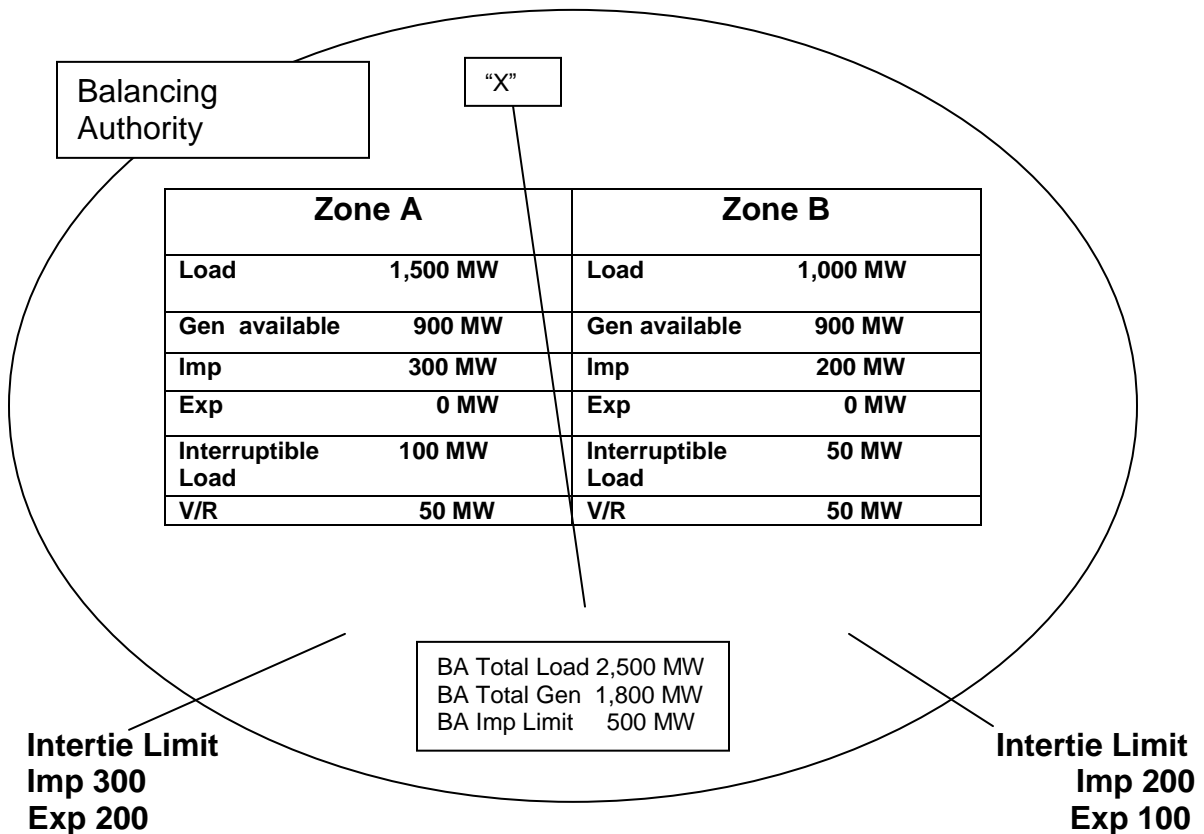 Balancing
Authority
“X”
Zone A Zone B
Load 1,500 MW Load 1,000 MW
Gen available 900 MW Gen available 900 MW
Imp 300 MW Imp 200 MW
Exp 0 MW Exp 0 MW
Interruptible 100 MW Interruptible 50 MW
Load Load
V/R 50 MW V/R 50 MW
BA Total Load 2,500 MW
BA Total Gen 1,800 MW
BA Imp Limit 500 MW
Intertie Limit
Imp 300
Exp 200
Intertie Limit
Imp 200
Exp 100